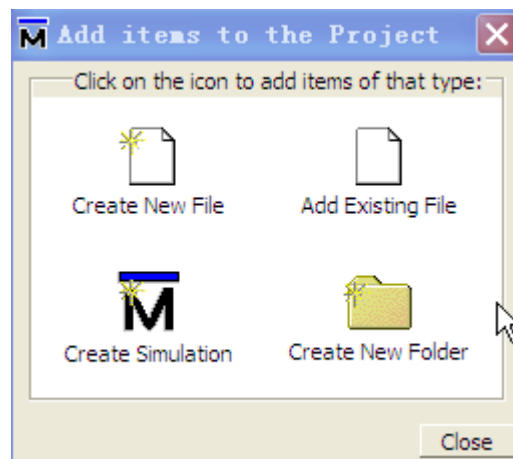 M Add items to the Project
Click on the icon to add items of that type:
Create New File Add Existing File
M
Create Simulation Create New Folder
Close